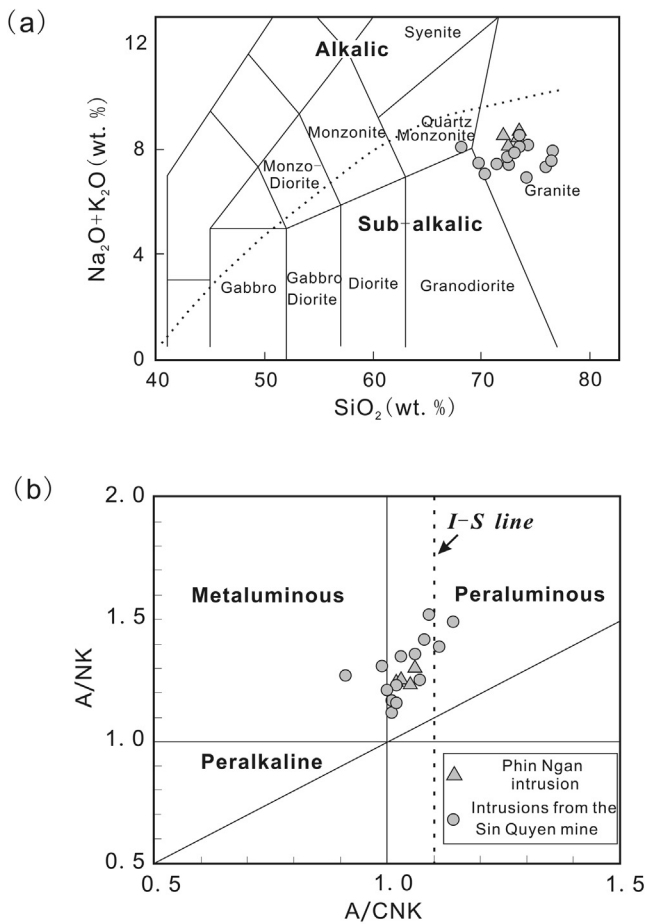 (a)
12
8
4
0
Na₂O+K₂O (wt. %)
Syenite
Alkalic
Quartz
Monzonite
Monzonite
Monzo-
Diorite
Granite
Sub-alkalic
Gabbro
Gabbro
Diorite
Diorite
Granodiorite
40
50
60
70
80
SiO₂ (wt. %)
(b)
2.0
1.5
1.0
0.5
A/NK
I-S line
Metaluminous
Peraluminous
Peralkaline
Phin Ngan
intrusion
Intrusions from the
Sin Quyen mine
0.5
1.0
1.5
A/CNK